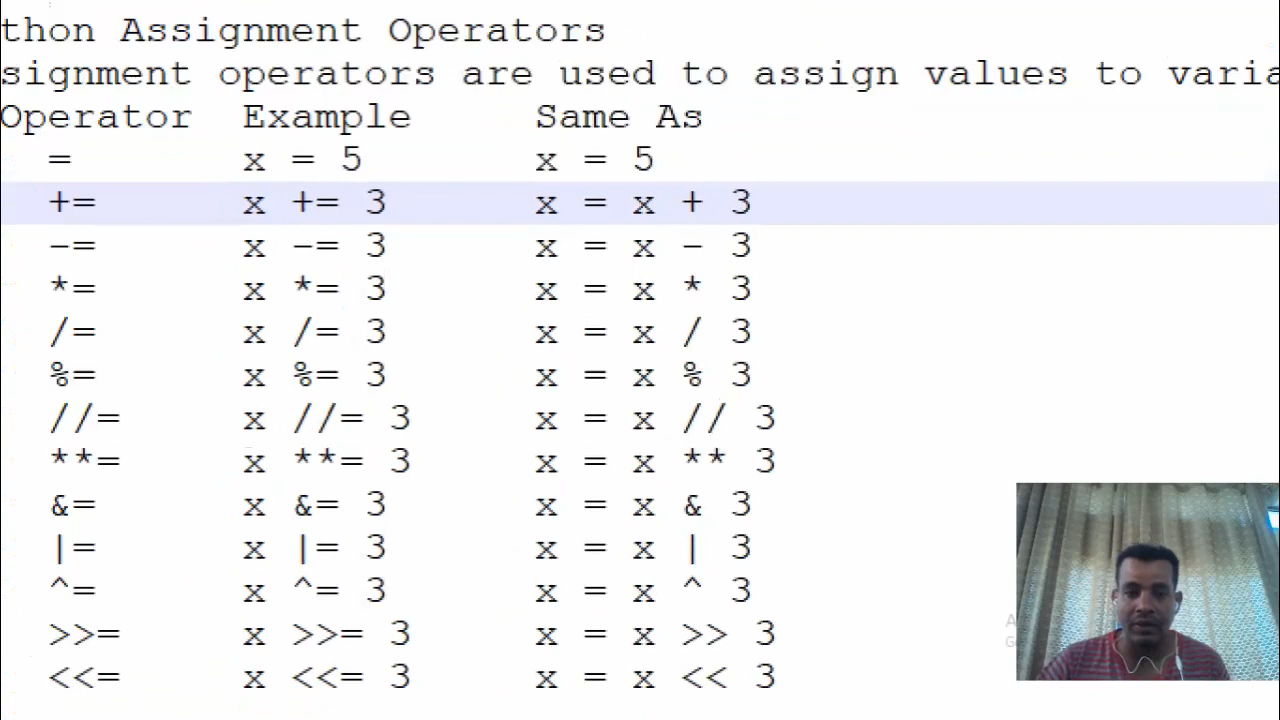 thon Assignment Operators
signment operators are used to assign values to varia
Operator Example Same As
= x = 5 x = 5
+= x += 3 x = x + 3
-= x -= 3 x = x - 3
*= x *= 3 x = x * 3
/= x /= 3 x = x / 3
%= x %= 3 x = x % 3
//= x //= 3 x = x // 3
**= x **= 3 x = x ** 3
&= x &= 3 x = x & 3
|= x |= 3 x = x | 3
^= x ^= 3 x = x ^ 3
>>= x >>= 3 x = x >> 3
<<= x <<= 3 x = x << 3